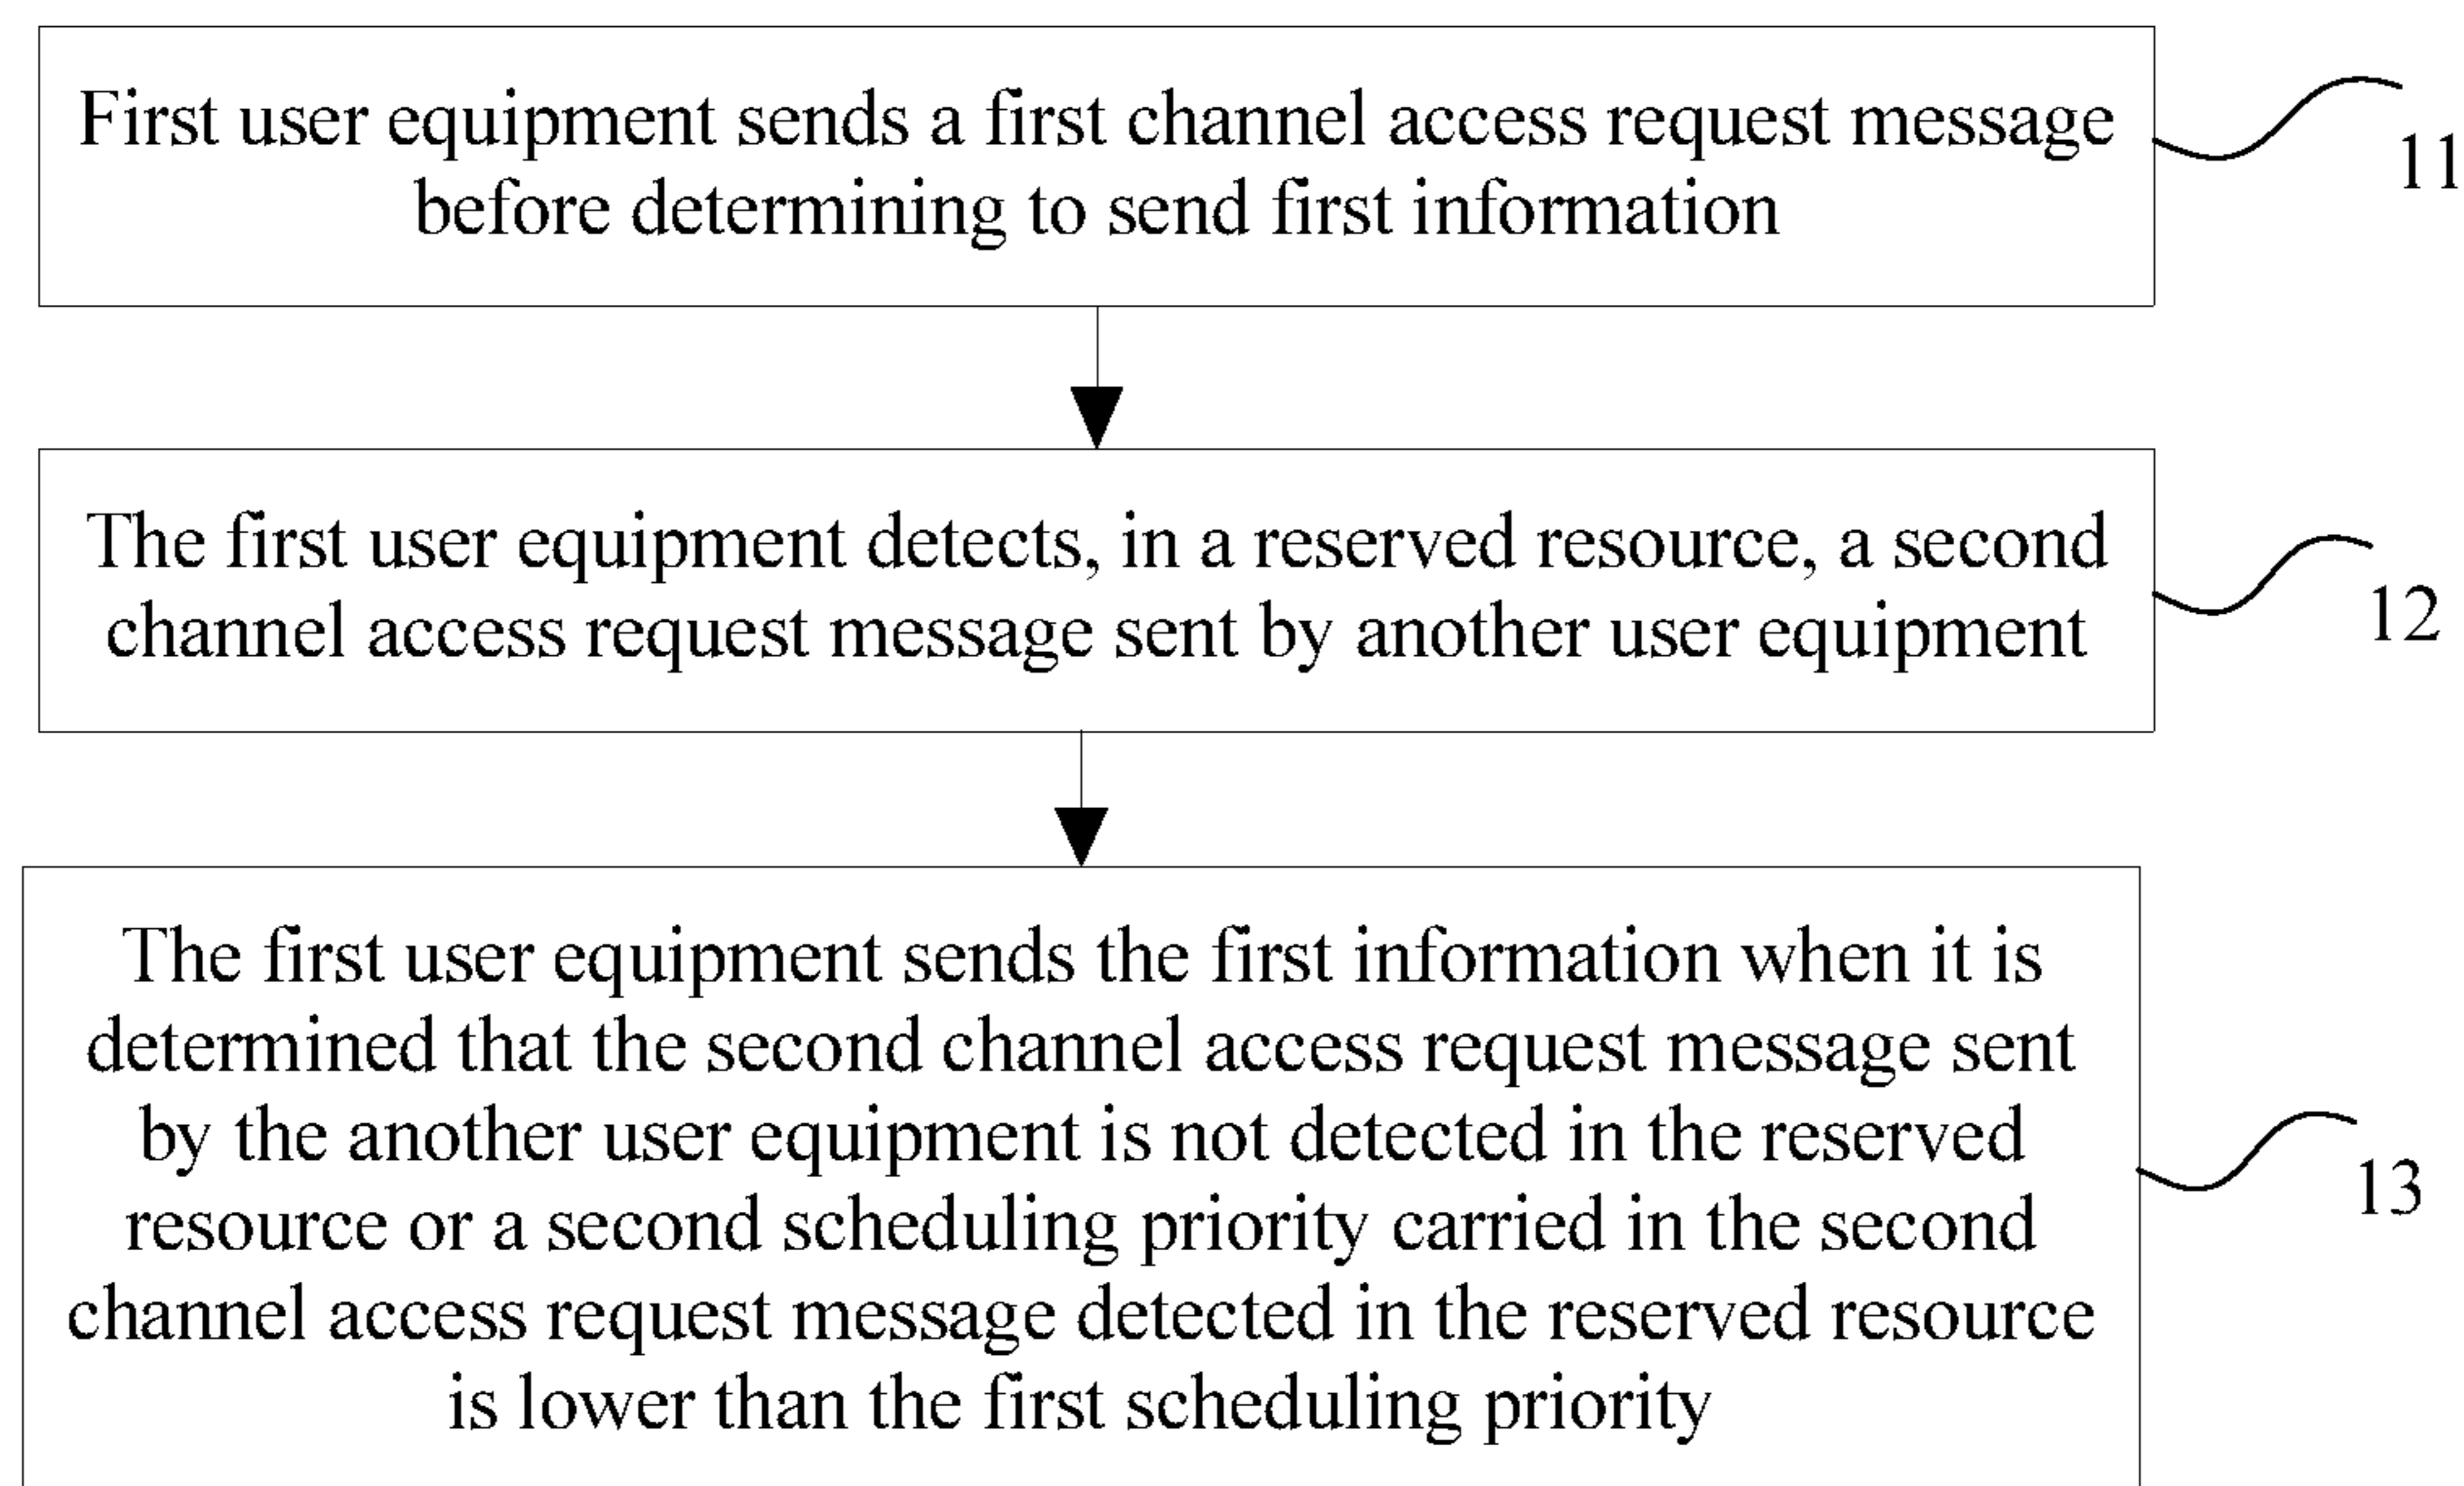 First user equipment sends a first channel access request message
before determining to send first information
11
The first user equipment detects, in a reserved resource, a second
channel access request message sent by another user equipment
12
The first user equipment sends the first information when it is
determined that the second channel access request message sent
by the another user equipment is not detected in the reserved
resource or a second scheduling priority carried in the second
channel access request message detected in the reserved resource
is lower than the first scheduling priority
13